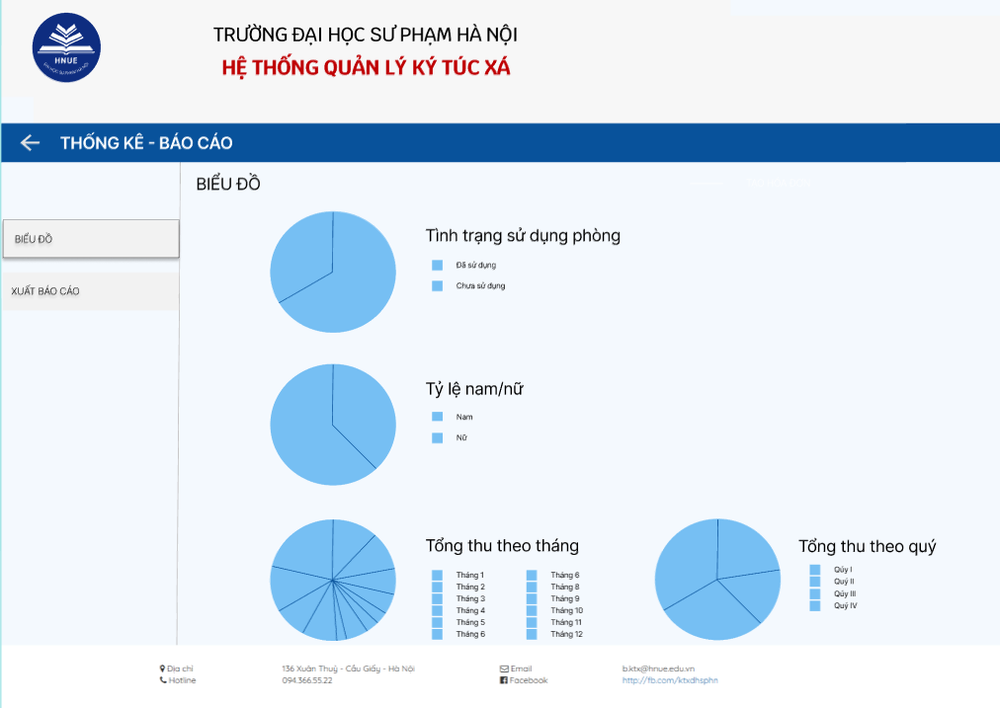 HNUE
TRƯỜNG ĐẠI HỌC SƯ PHẠM HÀ NỘI
HỆ THỐNG QUẢN LÝ KÝ TÚC XÁ
THỐNG KÊ - BÁO CÁO
BIỂU ĐỒ
XUẤT BÁO CÁO
BIỂU ĐỒ
Tình trạng sử dụng phòng
Đã sử dụng
Chưa sử dụng
Tỷ lệ nam/nữ
Nam
Nữ
Tổng thu theo tháng
Tháng 1
Tháng 2
Tháng 3
Tháng 4
Tháng 5
Tháng 6
Tháng 6
Tháng 8
Tháng 9
Tháng 10
Tháng 11
Tháng 12
Tổng thu theo quý
Qúy I
Quý II
Qúy III
Quý IV
Địa chỉ
136 Xuân Thuỷ - Cầu Giấy - Hà Nội
Hotline
094.366.55.22
Email
b.ktx@hnue.edu.vn
Facebook
http://fb.com/ktxdhsphn